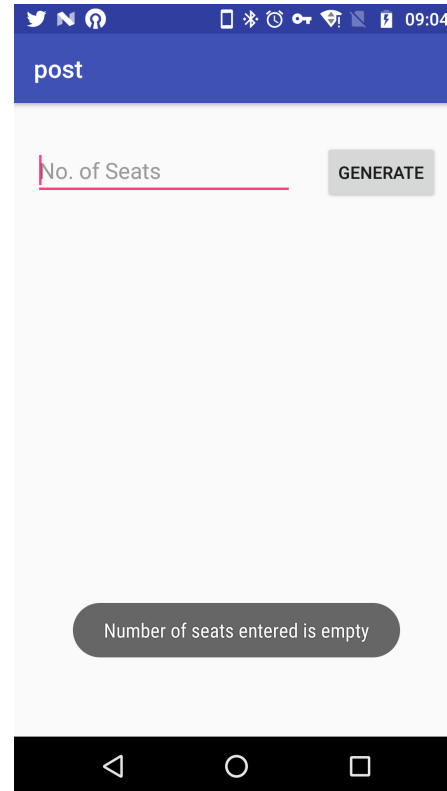 09:04
post
No. of Seats
GENERATE
Number of seats entered is empty